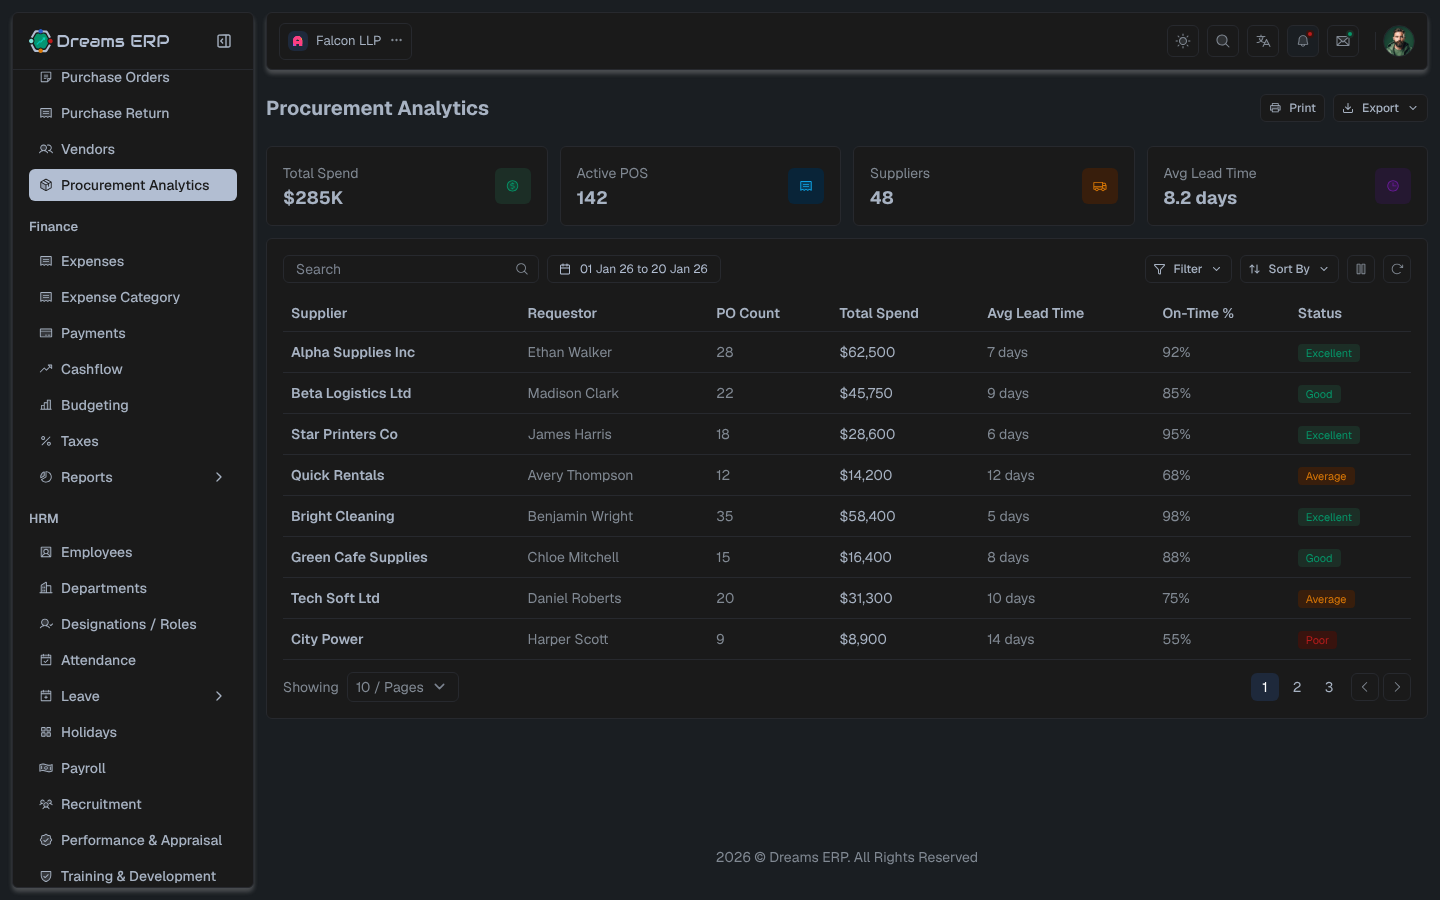 Dreams ERP
Purchase Orders
Purchase Return
Vendors
Procurement Analytics
Finance
Expenses
Expense Category
Payments
Cashflow
Budgeting
Taxes
Reports
HRM
Employees
Departments
Designations / Roles
Attendance
Leave
Holidays
Payroll
Recruitment
Performance & Appraisal
Training & Development
Falcon LLP
Procurement Analytics
Print
Export
Total Spend
$285K
Active POS
142
Suppliers
48
Avg Lead Time
8.2 days
Search
01 Jan 26 to 20 Jan 26
Filter
Sort By
Supplier Requestor PO Count Total Spend Avg Lead Time On-Time % Status
Alpha Supplies Inc Ethan Walker 28 $62,500 7 days 92% Excellent
Beta Logistics Ltd Madison Clark 22 $45,750 9 days 85% Good
Star Printers Co James Harris 18 $28,600 6 days 95% Excellent
Quick Rentals Avery Thompson 12 $14,200 12 days 68% Average
Bright Cleaning Benjamin Wright 35 $58,400 5 days 98% Excellent
Green Cafe Supplies Chloe Mitchell 15 $16,400 8 days 88% Good
Tech Soft Ltd Daniel Roberts 20 $31,300 10 days 75% Average
City Power Harper Scott 9 $8,900 14 days 55% Poor
Showing 10 / Pages
1 2 3
2026 © Dreams ERP. All Rights Reserved